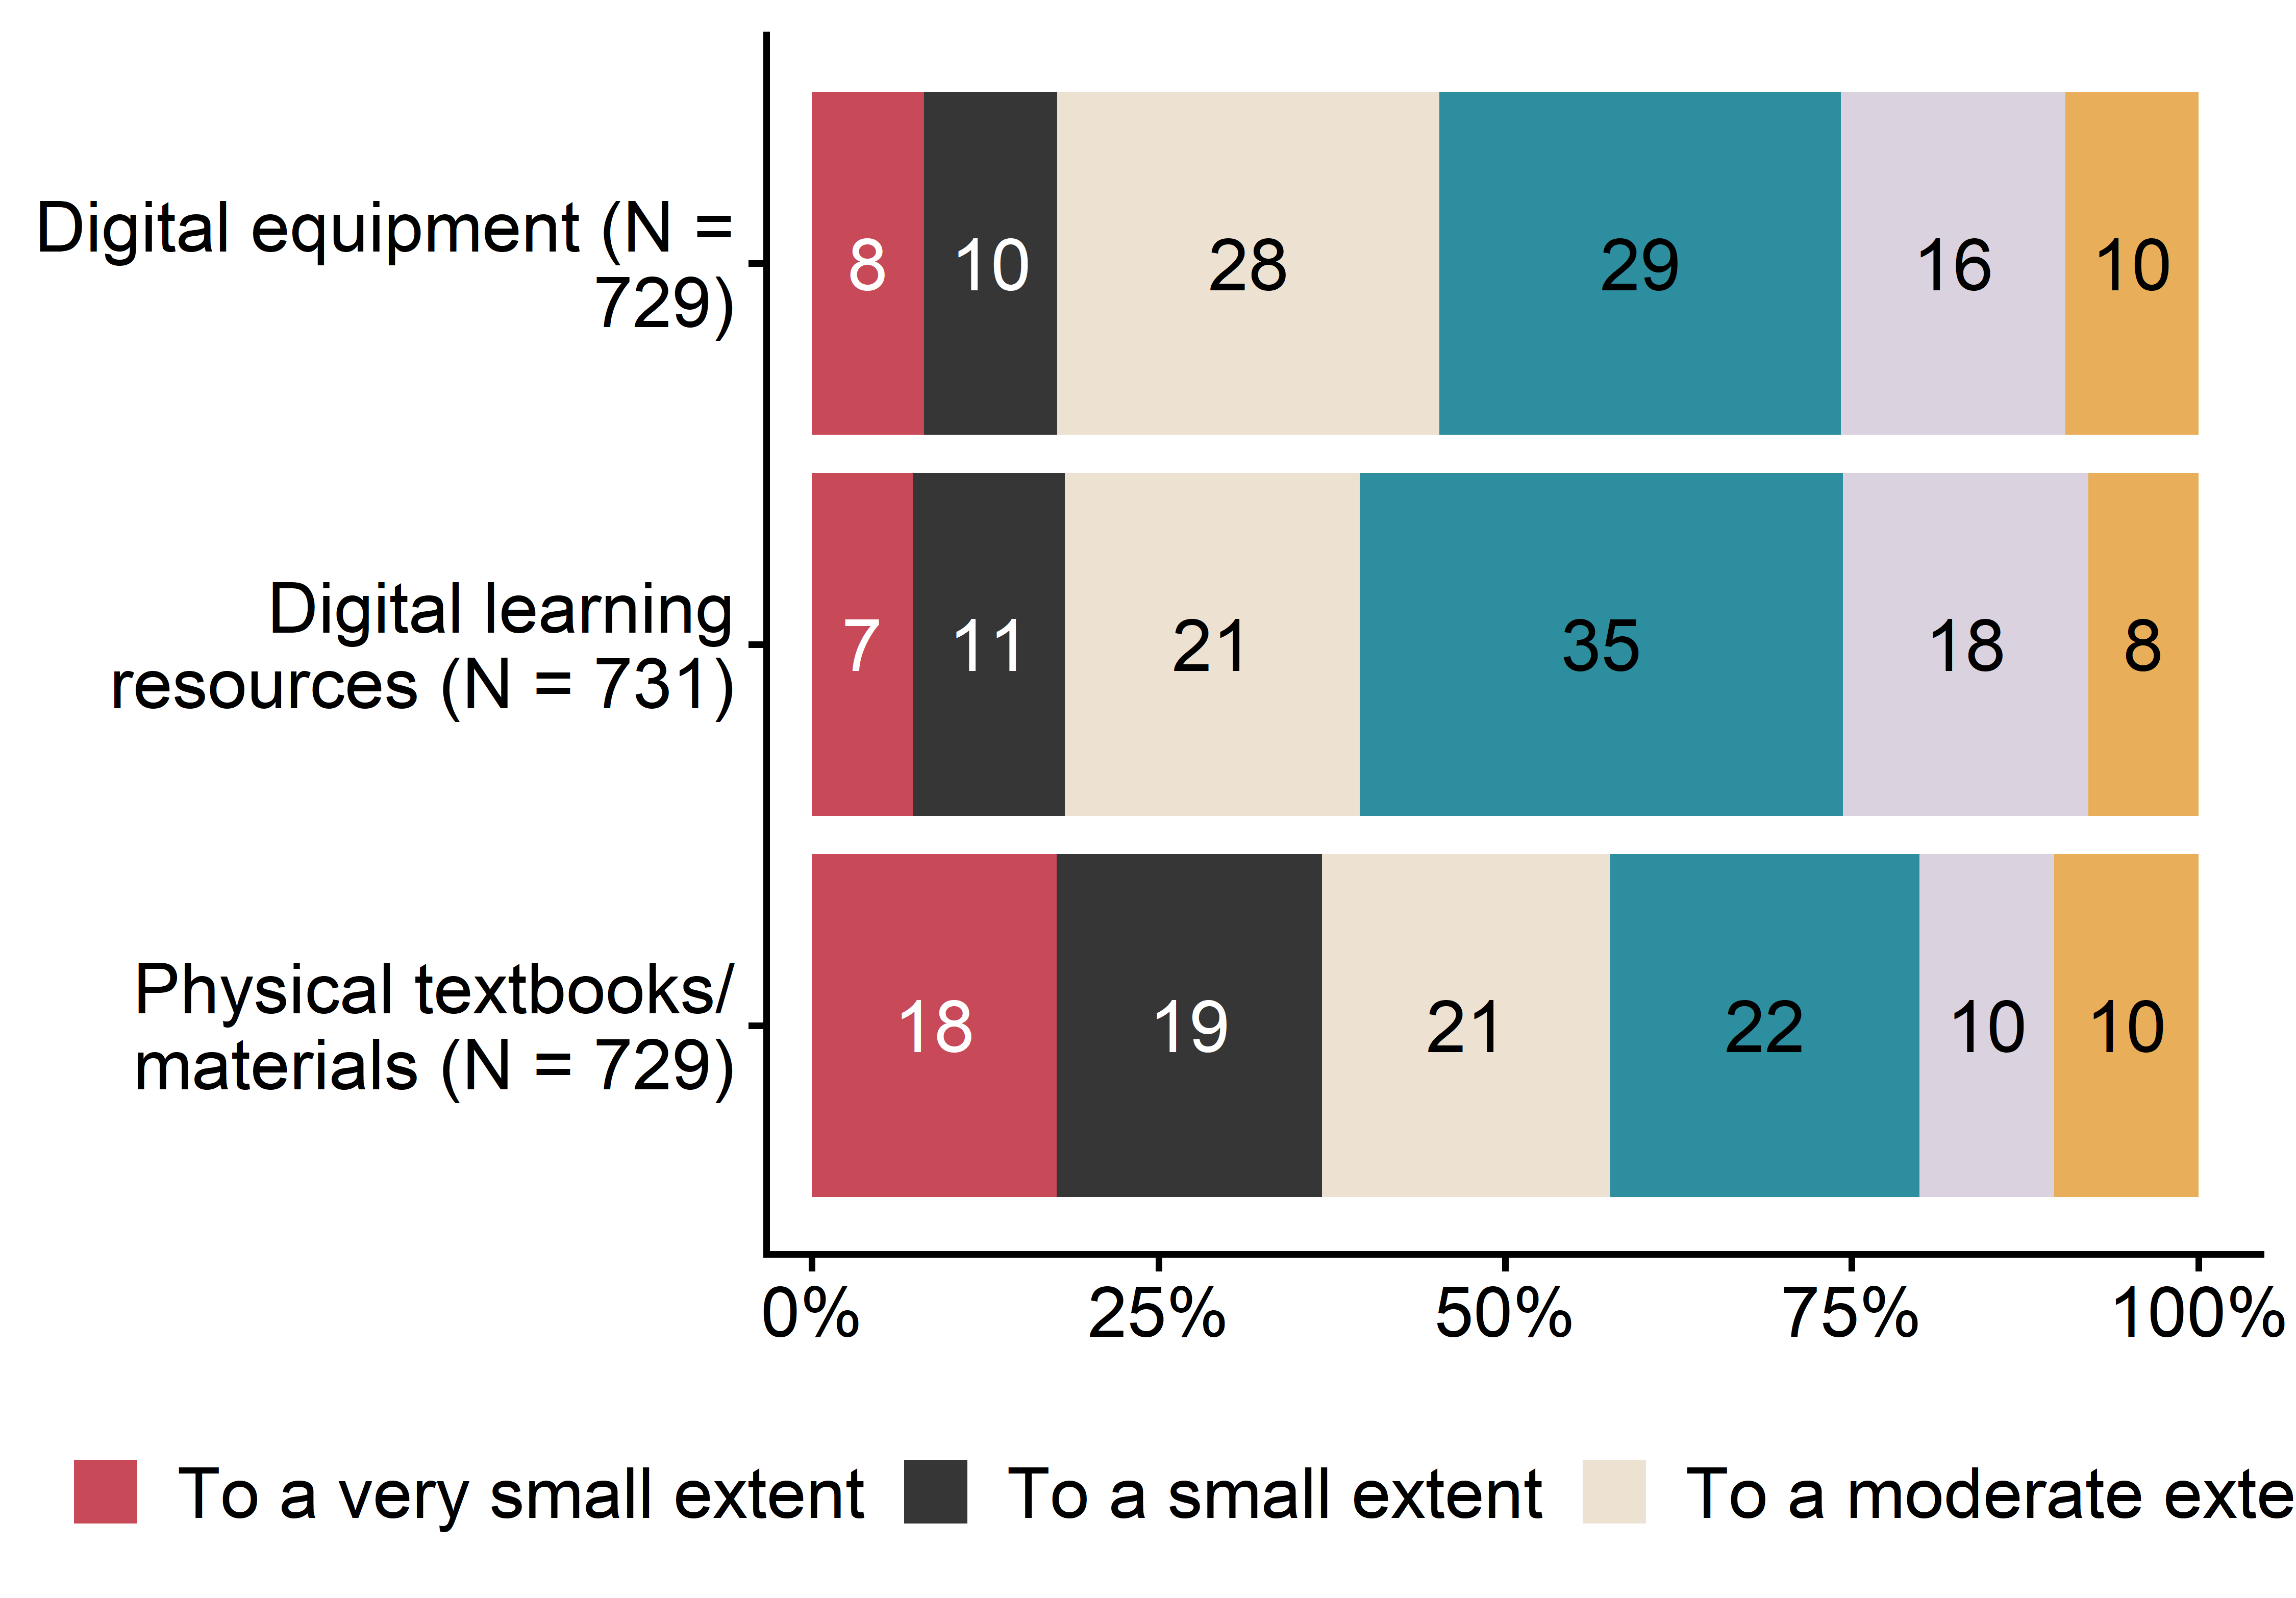 Digital equipment (N =
729)
8 10 28 29 16 10
Digital learning
resources (N = 731)
7 11 21 35 18 8
Physical textbooks/
materials (N = 729)
18 19 21 22 10 10
0% 25% 50% 75% 100%
To a very small extent To a small extent To a moderate exte